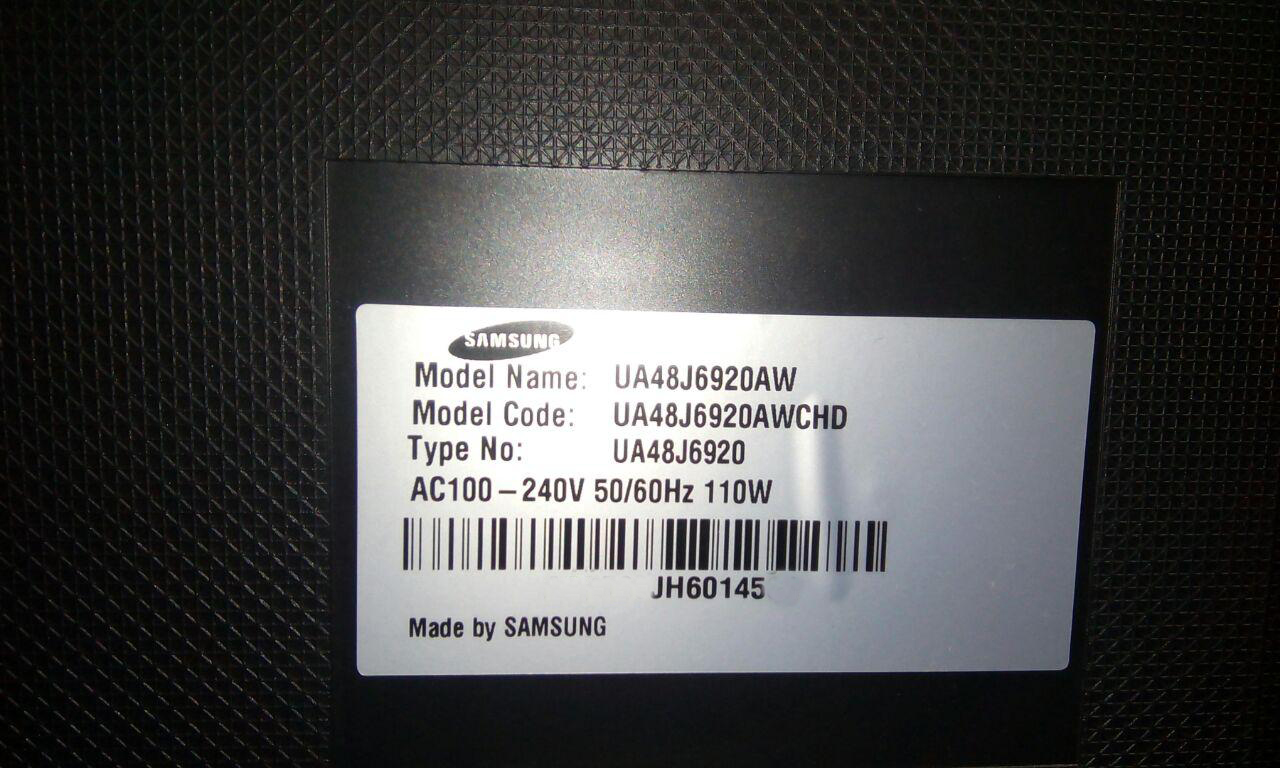 SAMSUNG
Model Name: UA48J6920AW
Model Code: UA48J6920AWCHD
Type No: UA48J6920
AC100–240V 50/60Hz 110W
JH60145
Made by SAMSUNG